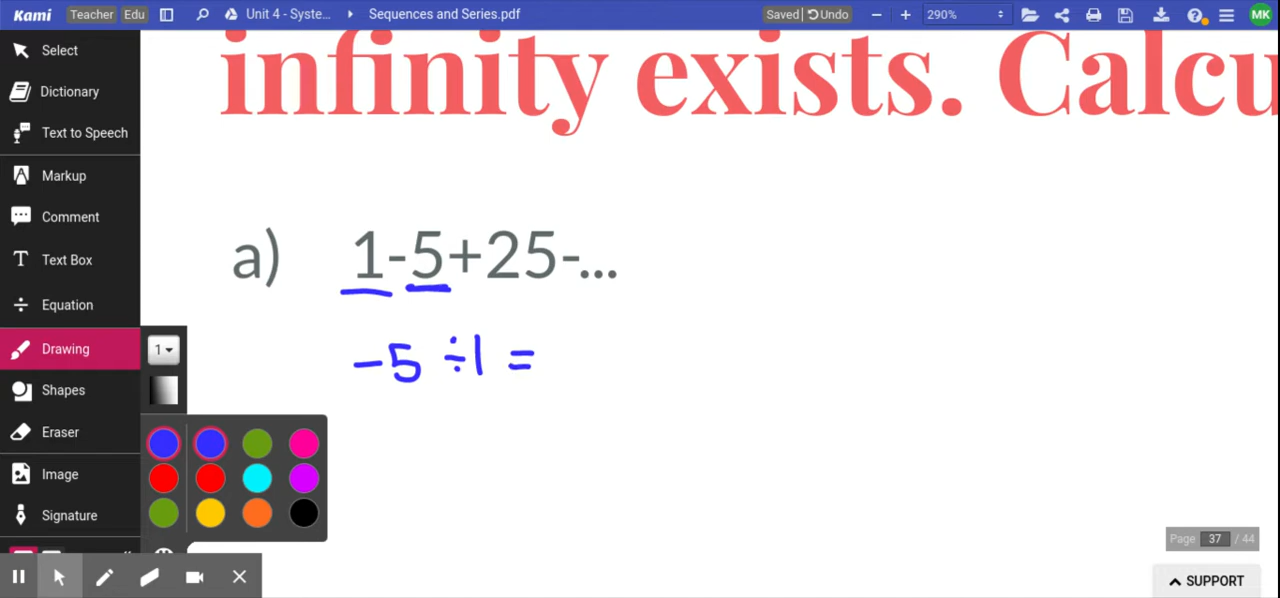 Kami Teacher Edu Unit 4 - Syste... Sequences and Series.pdf Saved Undo 290% MK
Select
Dictionary
Text to Speech
Markup
Comment
Text Box
Equation
Drawing
Shapes
Eraser
Image
Signature
1
infinity exists. Calcu
a) 1-5+25-...
-5 ÷1 =
Page 37 / 44
SUPPORT